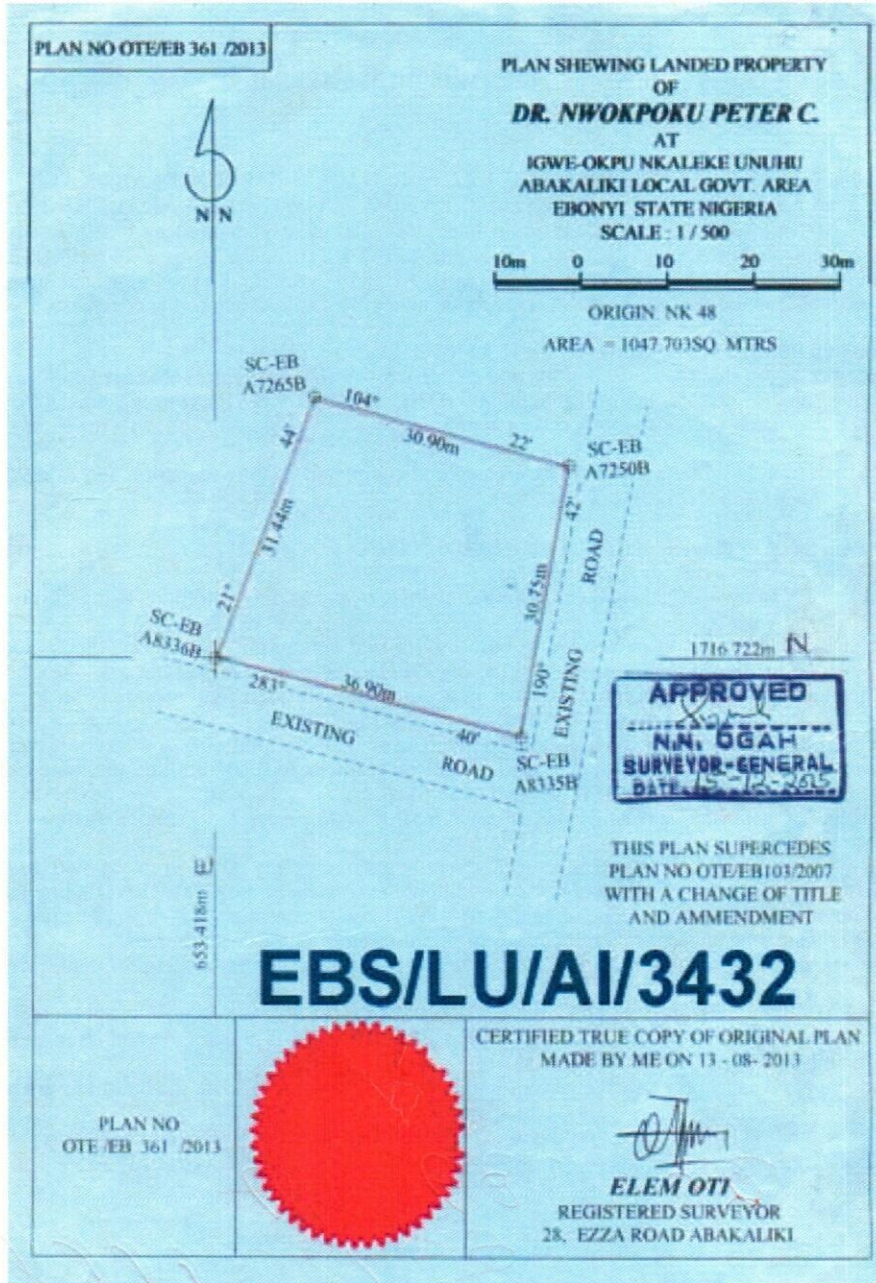 PLAN NO OTE/EB 361 /2013
PLAN SHEWING LANDED PROPERTY
OF
DR. NWOKPOKU PETER C.
AT
IGWE-OKPU NKALEKE UNUHU
ABAKALIKI LOCAL GOVT. AREA
EBONYI STATE NIGERIA
SCALE : 1 / 500
10m 0 10 20 30m
ORIGIN NK 48
AREA = 1047.703SQ. MTRS
N N
SC-EB
A7265B
104°
30.90m
22'
SC-EB
A7250B
44'
31.44m
21°
42'
30.75m
190°
EXISTING ROAD
SC-EB
A8336B
283°
36.90m
40'
EXISTING ROAD
SC-EB
A8335B
1716.722m N
APPROVED
N.N. OGAH
SURVEYOR-GENERAL
DATE
653.418m E
THIS PLAN SUPERCEDES
PLAN NO OTE/EB103/2007
WITH A CHANGE OF TITLE
AND AMMENDMENT
EBS/LU/AI/3432
PLAN NO
OTE /EB 361 /2013
CERTIFIED TRUE COPY OF ORIGINAL PLAN
MADE BY ME ON 13 - 08- 2013
ELEM OTI
REGISTERED SURVEYOR
28, EZZA ROAD ABAKALIKI